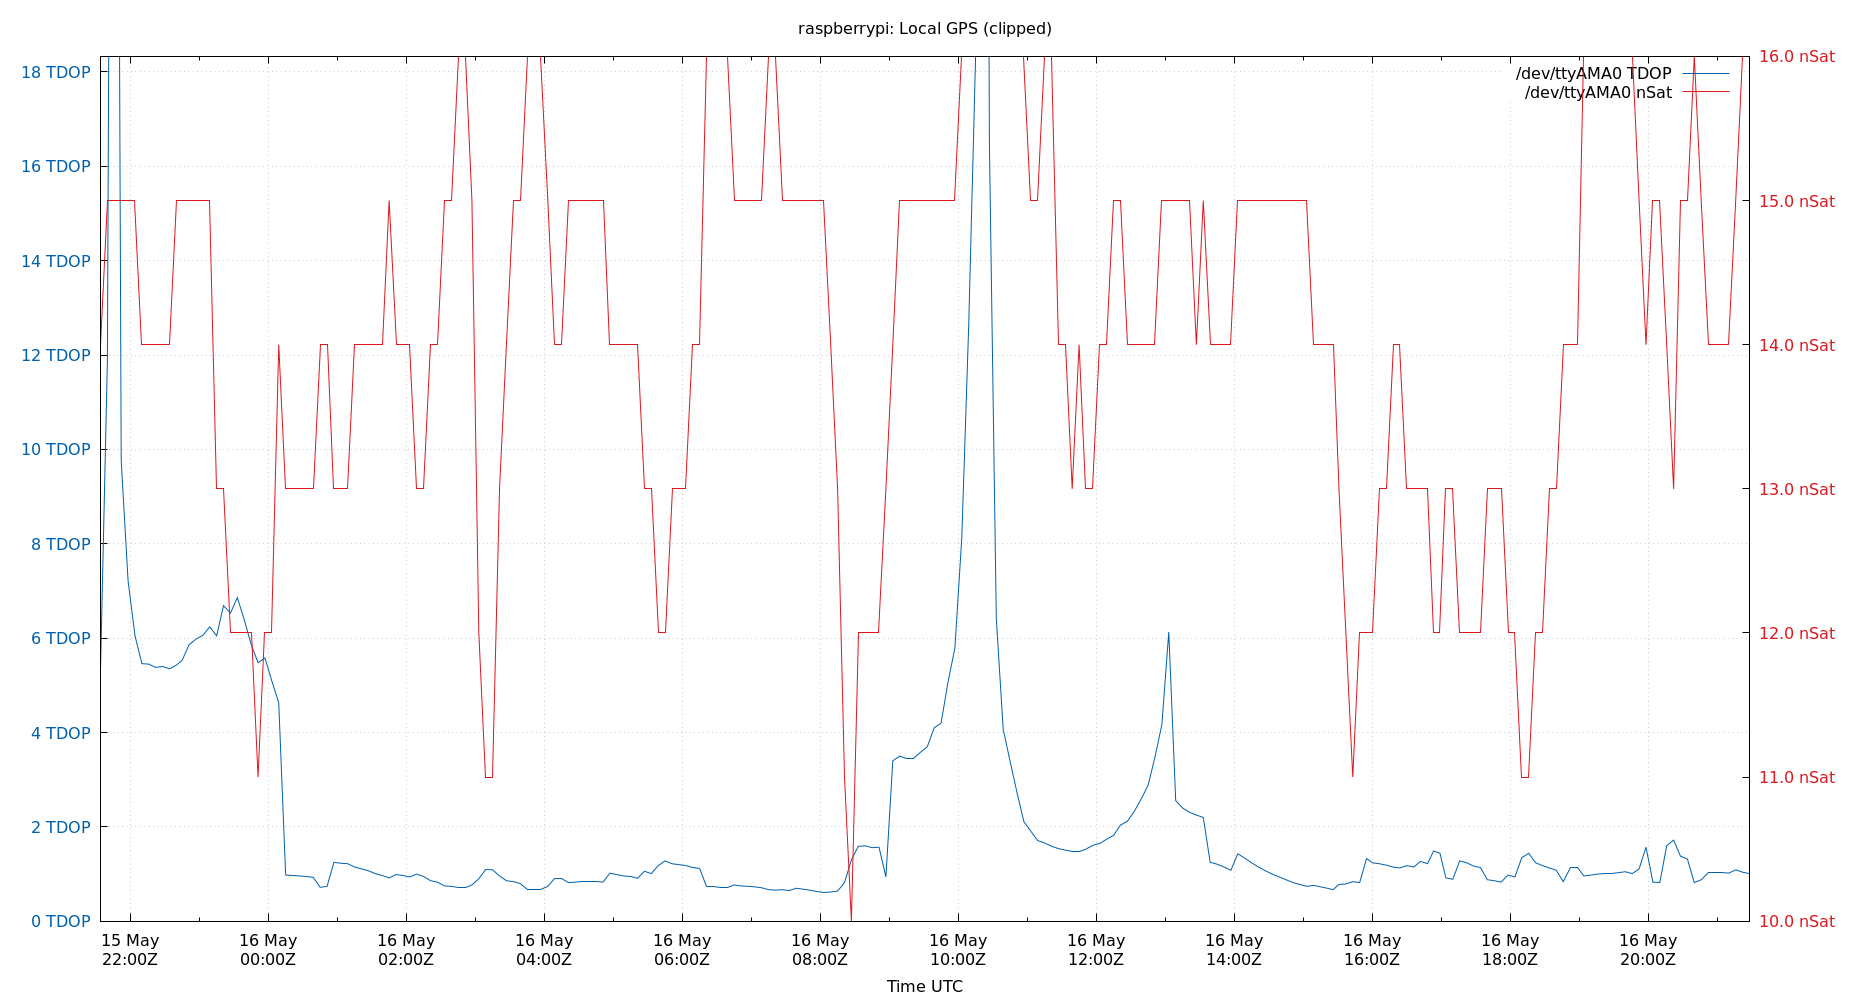 raspberrypi: Local GPS (clipped)
18 TDOP
16 TDOP
14 TDOP
12 TDOP
10 TDOP
8 TDOP
6 TDOP
4 TDOP
2 TDOP
0 TDOP
/dev/ttyAMA0 TDOP
/dev/ttyAMA0 nSat
16.0 nSat
15.0 nSat
14.0 nSat
13.0 nSat
12.0 nSat
11.0 nSat
10.0 nSat
15 May
22:00Z
16 May
00:00Z
16 May
02:00Z
16 May
04:00Z
16 May
06:00Z
16 May
08:00Z
16 May
10:00Z
16 May
12:00Z
16 May
14:00Z
16 May
16:00Z
16 May
18:00Z
16 May
20:00Z
Time UTC